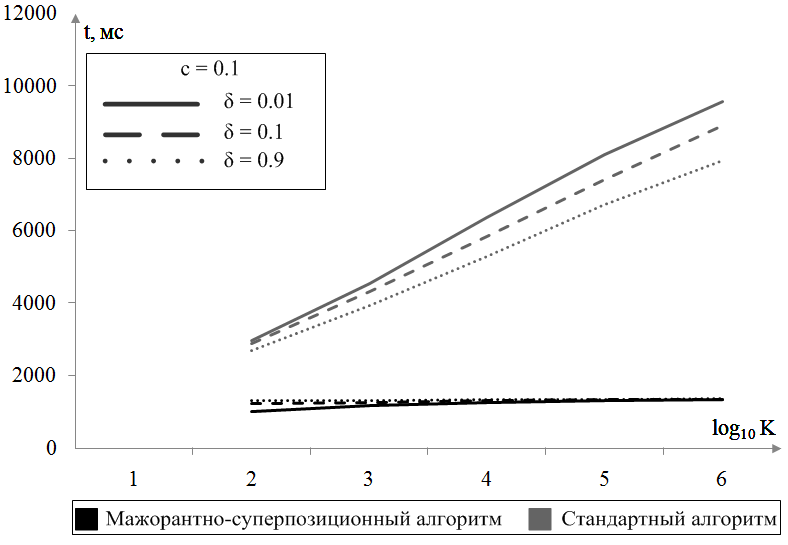 12000
t, мс
10000
8000
6000
4000
2000
0
c = 0.1
δ = 0.01
δ = 0.1
δ = 0.9
log10 K
1 2 3 4 5 6
Мажорантно-суперпозиционный алгоритм Стандартный алгоритм